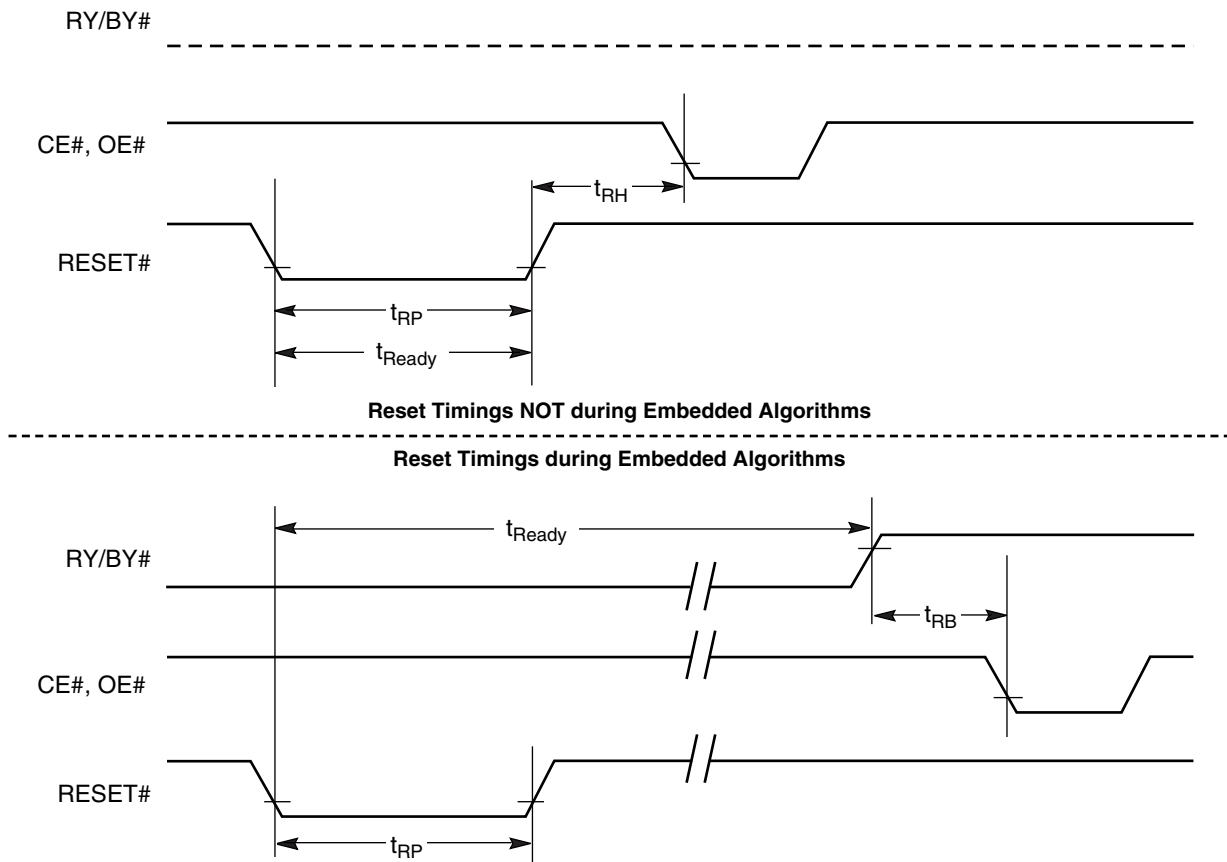 RY/BY#
CE#, OE#
tRH
RESET#
tRP
tReady
Reset Timings NOT during Embedded Algorithms
Reset Timings during Embedded Algorithms
tReady
RY/BY#
tRB
CE#, OE#
RESET#
tRP